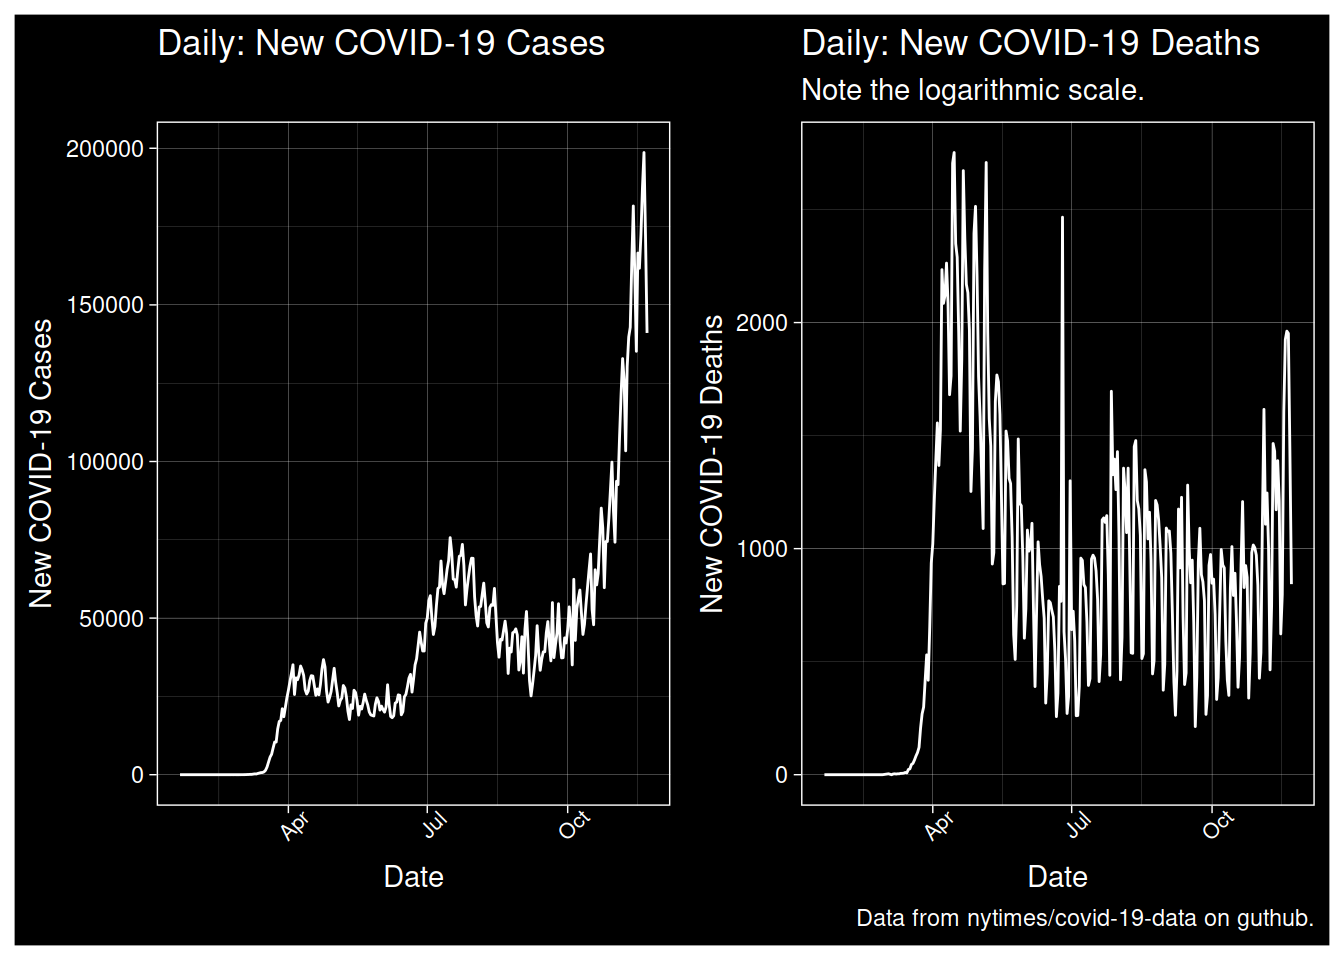 Daily: New COVID-19 Cases
New COVID-19 Cases
200000
150000
100000
50000
0
Apr
Jul
Oct
Date
Daily: New COVID-19 Deaths
Note the logarithmic scale.
New COVID-19 Deaths
2000
1000
0
Apr
Jul
Oct
Date
Data from nytimes/covid-19-data on guthub.